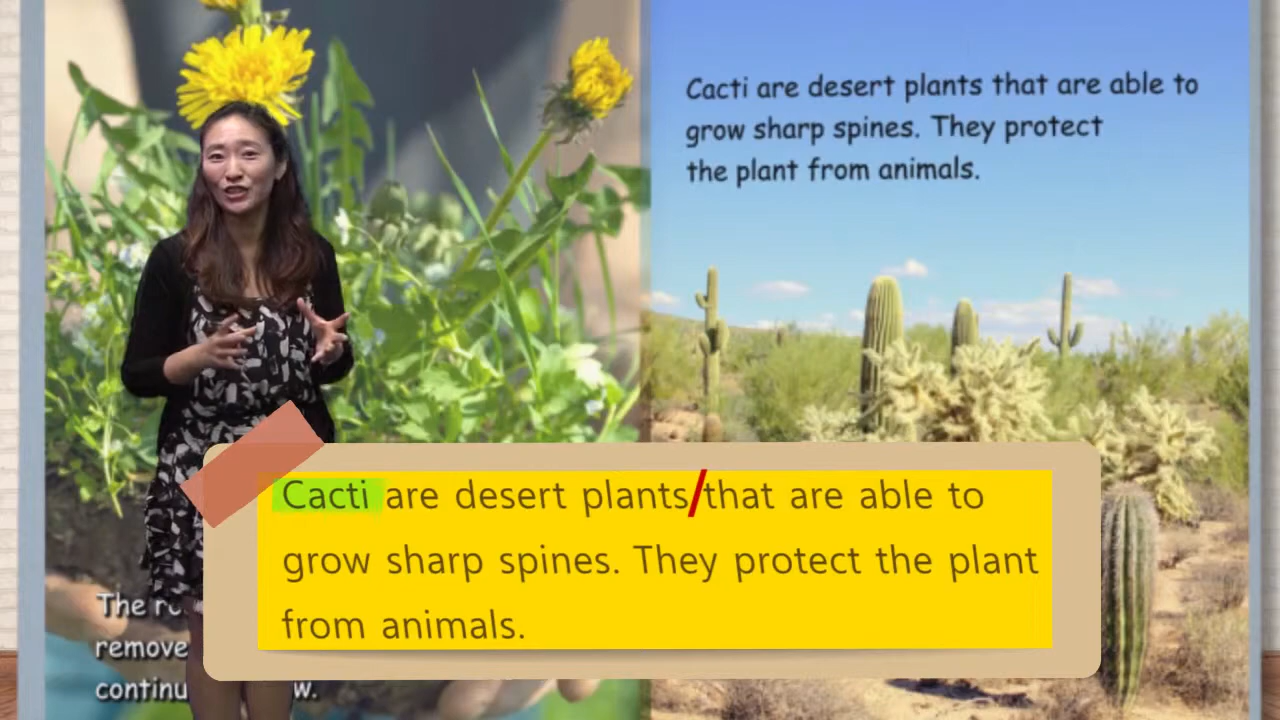 Cacti are desert plants that are able to
grow sharp spines. They protect
the plant from animals.
Cacti are desert plants/that are able to
grow sharp spines. They protect the plant
from animals.
The
remove
continu w.